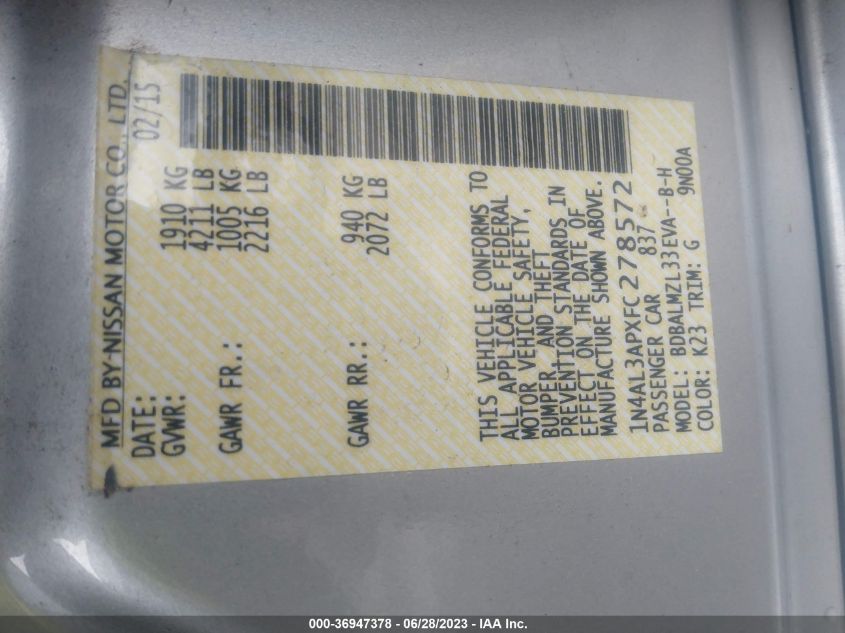 MFD BY NISSAN MOTOR CO., LTD.
DATE: 02/15
GVWR: 1910 KG
4211 LB
GAWR FR.: 1005 KG
2216 LB
GAWR RR.: 940 KG
2072 LB
THIS VEHICLE CONFORMS TO
ALL APPLICABLE FEDERAL
MOTOR VEHICLE SAFETY,
BUMPER, AND THEFT
PREVENTION STANDARDS IN
EFFECT ON THE DATE OF
MANUFACTURE SHOWN ABOVE.
1N4AL3APXFC278572
PASSENGER CAR 837
MODEL: BDBALMZL33EVA--B-H
COLOR: K23 TRIM: G 9N00A
000-36947378 - 06/28/2023 - IAA Inc.